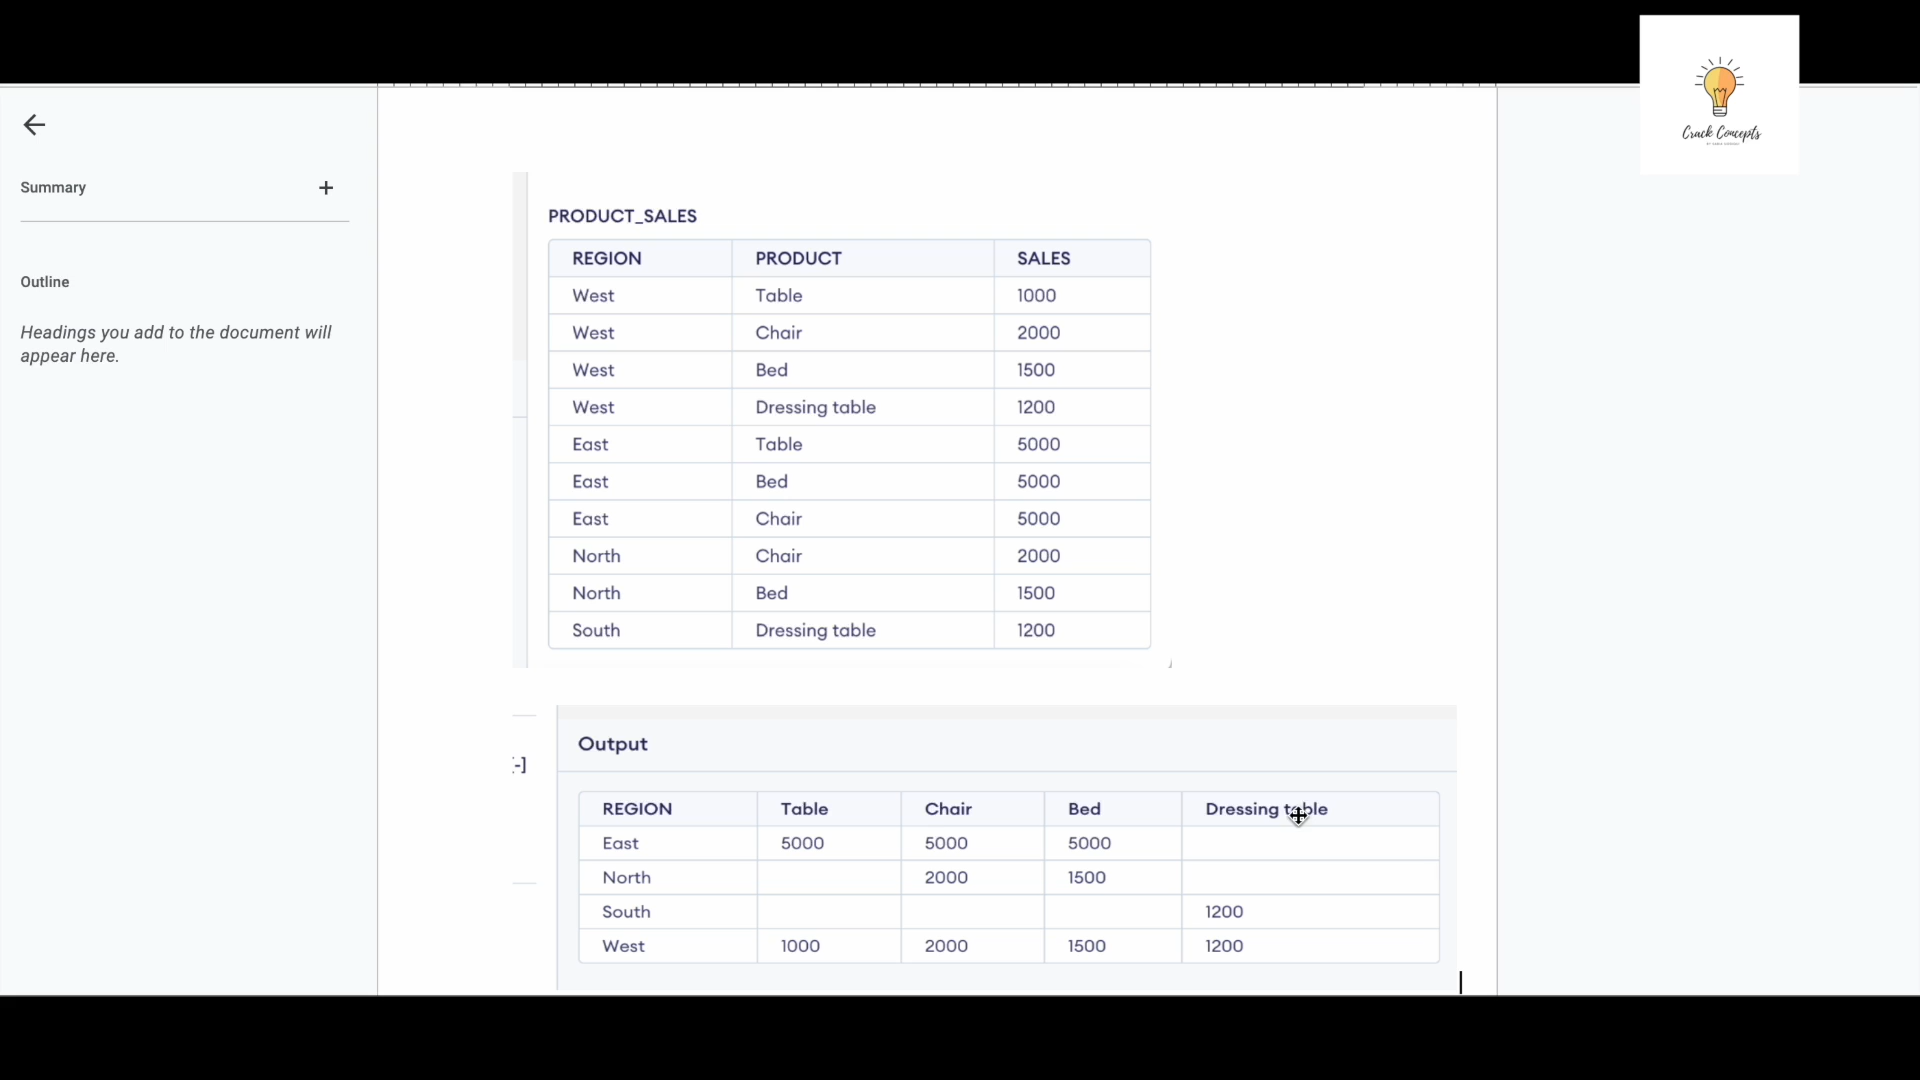 Crack Concepts
Summary +
Outline
Headings you add to the document will
appear here.
PRODUCT_SALES
REGION PRODUCT SALES
West Table 1000
West Chair 2000
West Bed 1500
West Dressing table 1200
East Table 5000
East Bed 5000
East Chair 5000
North Chair 2000
North Bed 1500
South Dressing table 1200
[-]
Output
REGION Table Chair Bed Dressing table
East 5000 5000 5000
North 2000 1500
South 1200
West 1000 2000 1500 1200